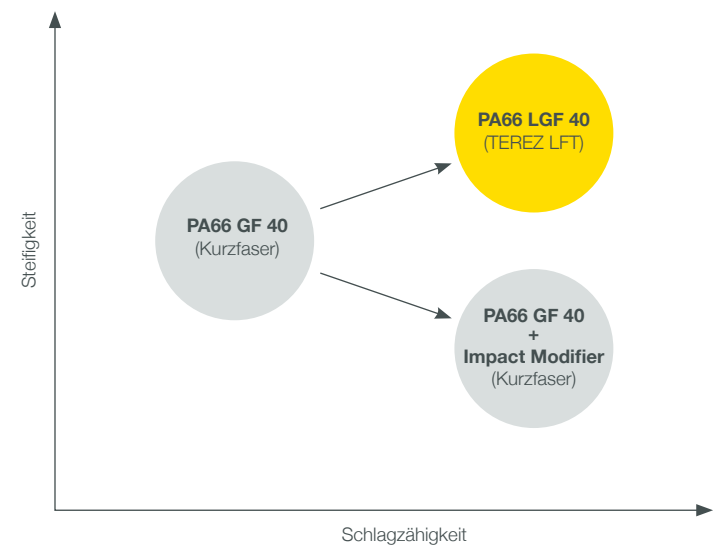 PA66 LGF 40
(TEREZ LFT)
PA66 GF 40
(Kurzfaser)
Steifigkeit
PA66 GF 40
+
Impact Modifier
(Kurzfaser)
Schlagzähigkeit